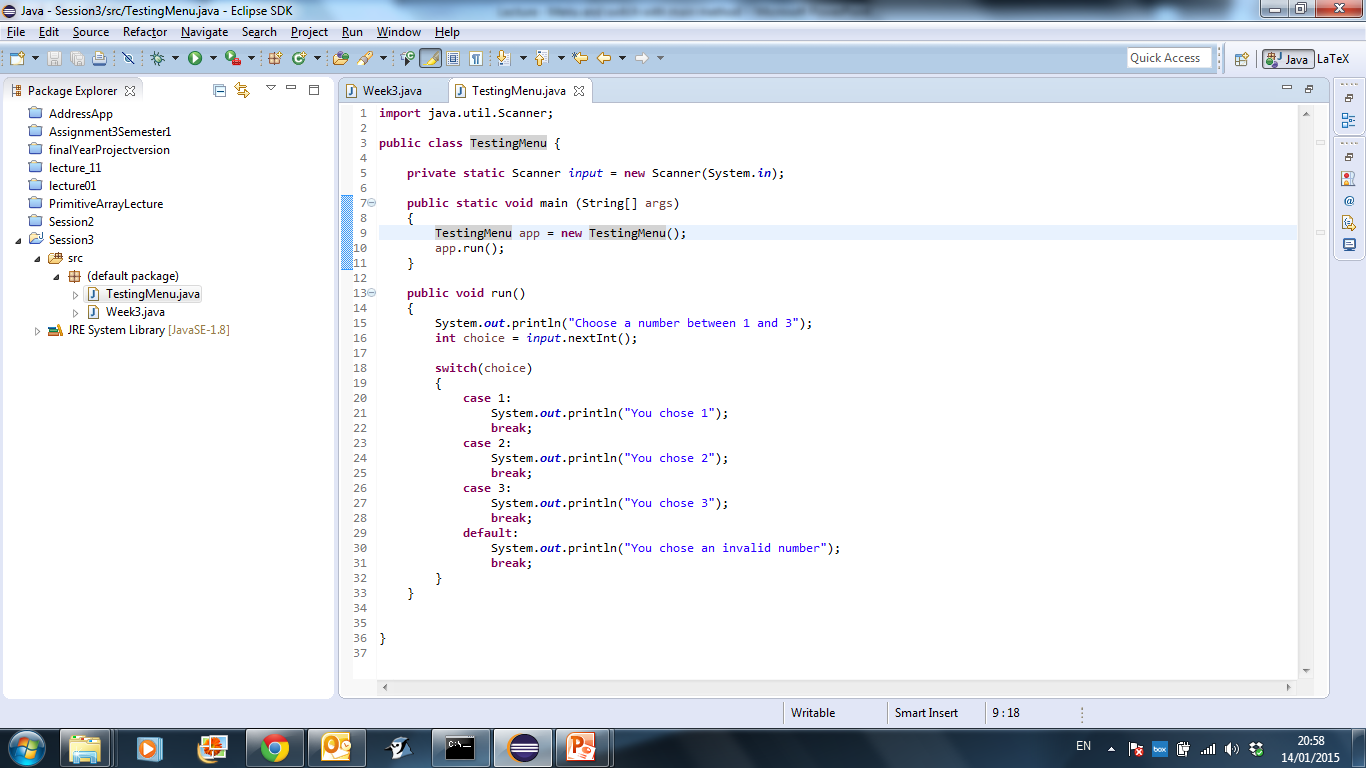 Java - Session3/src/TestingMenu.java - Eclipse SDK
File Edit Source Refactor Navigate Search Project Run Window Help
Quick Access
Java
LaTeX
Package Explorer
AddressApp
Assignment3Semester1
finalYearProjectversion
lecture_11
lecture01
PrimitiveArrayLecture
Session2
Session3
src
(default package)
TestingMenu.java
Week3.java
JRE System Library [JavaSE-1.8]
Week3.java TestingMenu.java
1 import java.util.Scanner;
2
3 public class TestingMenu {
4
5 private static Scanner input = new Scanner(System.in);
6
7 public static void main (String[] args)
8 {
9 TestingMenu app = new TestingMenu();
10 app.run();
11 }
12
13 public void run()
14 {
15 System.out.println("Choose a number between 1 and 3");
16 int choice = input.nextInt();
17
18 switch(choice)
19 {
20 case 1:
21 System.out.println("You chose 1");
22 break;
23 case 2:
24 System.out.println("You chose 2");
25 break;
26 case 3:
27 System.out.println("You chose 3");
28 break;
29 default:
30 System.out.println("You chose an invalid number");
31 break;
32 }
33 }
34
35
36 }
37
Writable Smart Insert 9 : 18
EN
box
20:58
14/01/2015